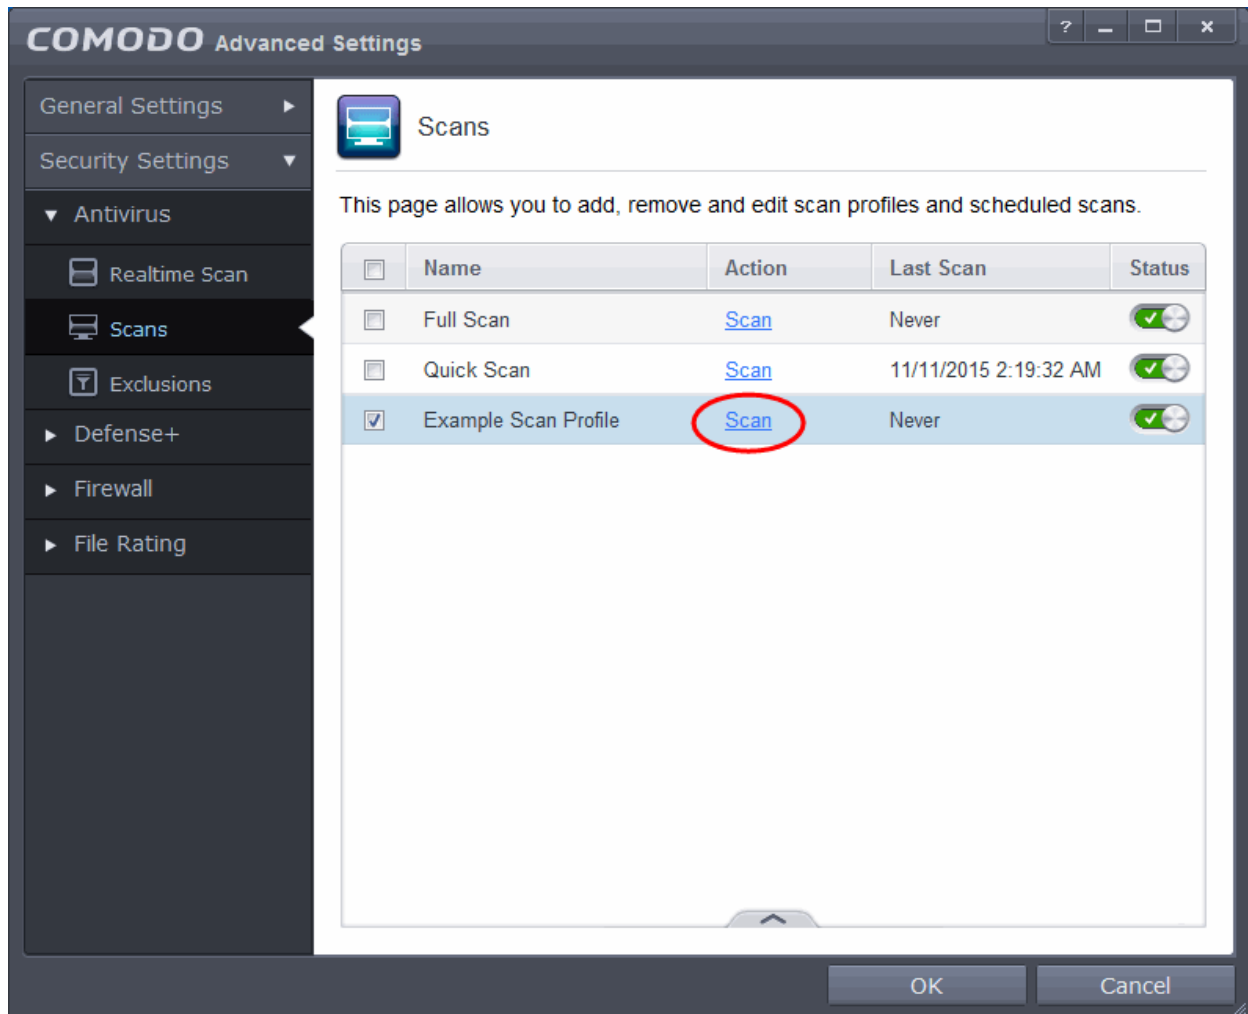 COMODO Advanced Settings
?
General Settings
Security Settings
Antivirus
Realtime Scan
Scans
Exclusions
Defense+
Firewall
File Rating
Scans
This page allows you to add, remove and edit scan profiles and scheduled scans.
Name Action Last Scan Status
Full Scan Scan Never
Quick Scan Scan 11/11/2015 2:19:32 AM
Example Scan Profile Scan Never
OK Cancel